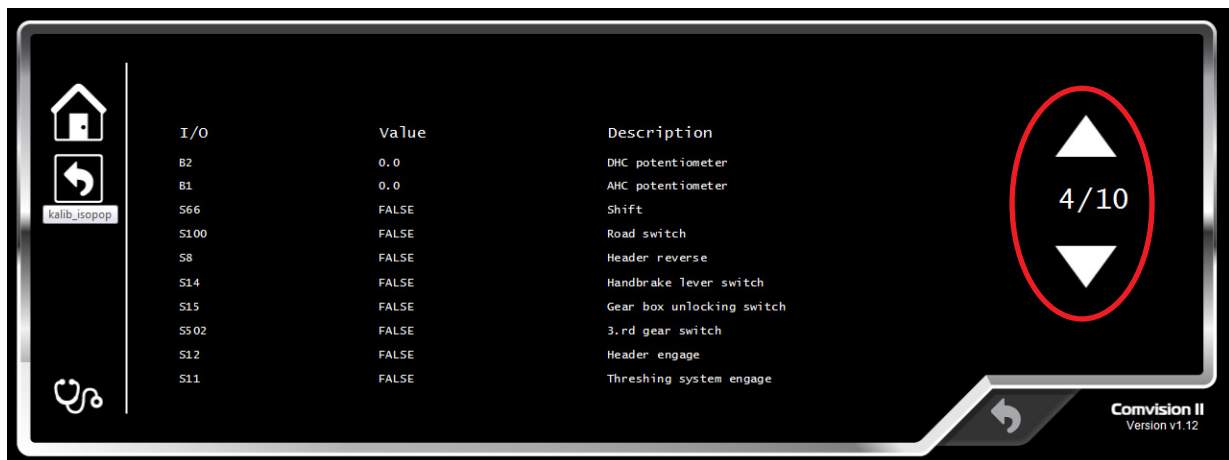 I/O Value Description
B2 0.0 DHC potentiometer
B1 0.0 AHC potentiometer
S66 FALSE Shift
S100 FALSE Road switch
S8 FALSE Header reverse
S14 FALSE Handbrake lever switch
S15 FALSE Gear box unlocking switch
S502 FALSE 3.rd gear switch
S12 FALSE Header engage
S11 FALSE Threshing system engage
kalib_isopop
4/10
Comvision II
Version v1.12